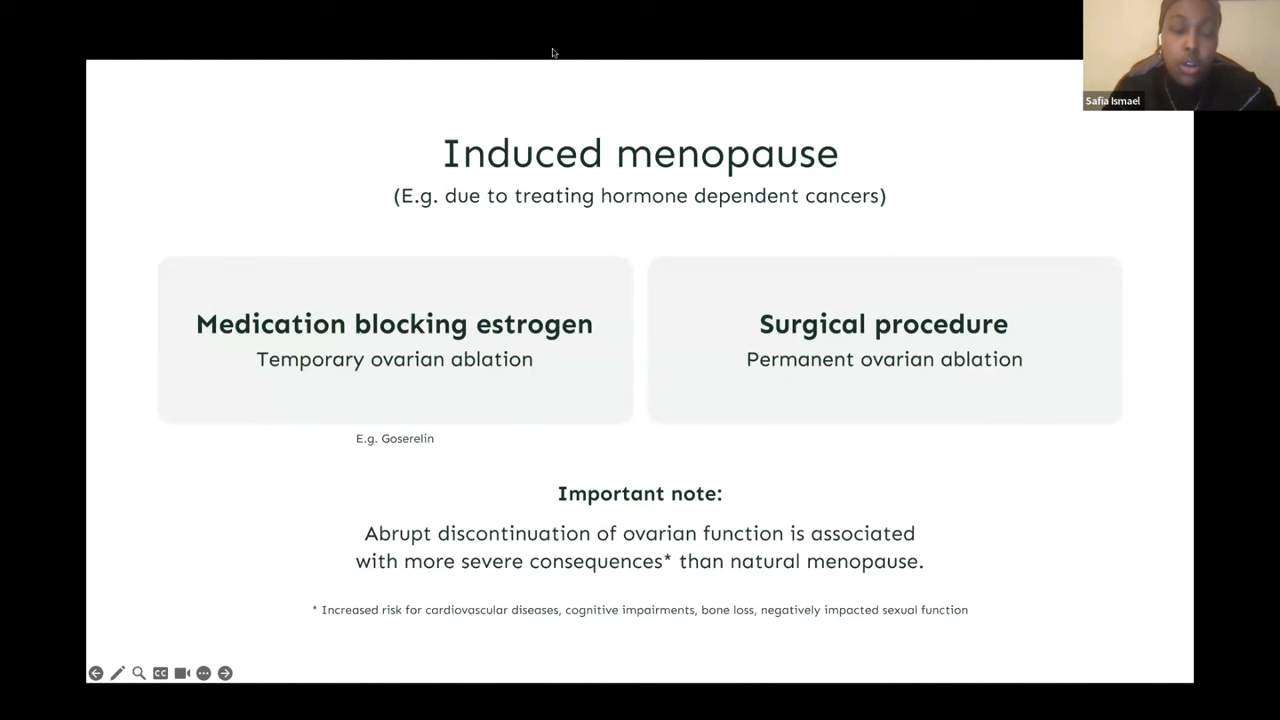 Safia Ismael
Induced menopause
(E.g. due to treating hormone dependent cancers)
Medication blocking estrogen
Temporary ovarian ablation
Surgical procedure
Permanent ovarian ablation
E.g. Goserelin
Important note:
Abrupt discontinuation of ovarian function is associated
with more severe consequences* than natural menopause.
* Increased risk for cardiovascular diseases, cognitive impairments, bone loss, negatively impacted sexual function
CC